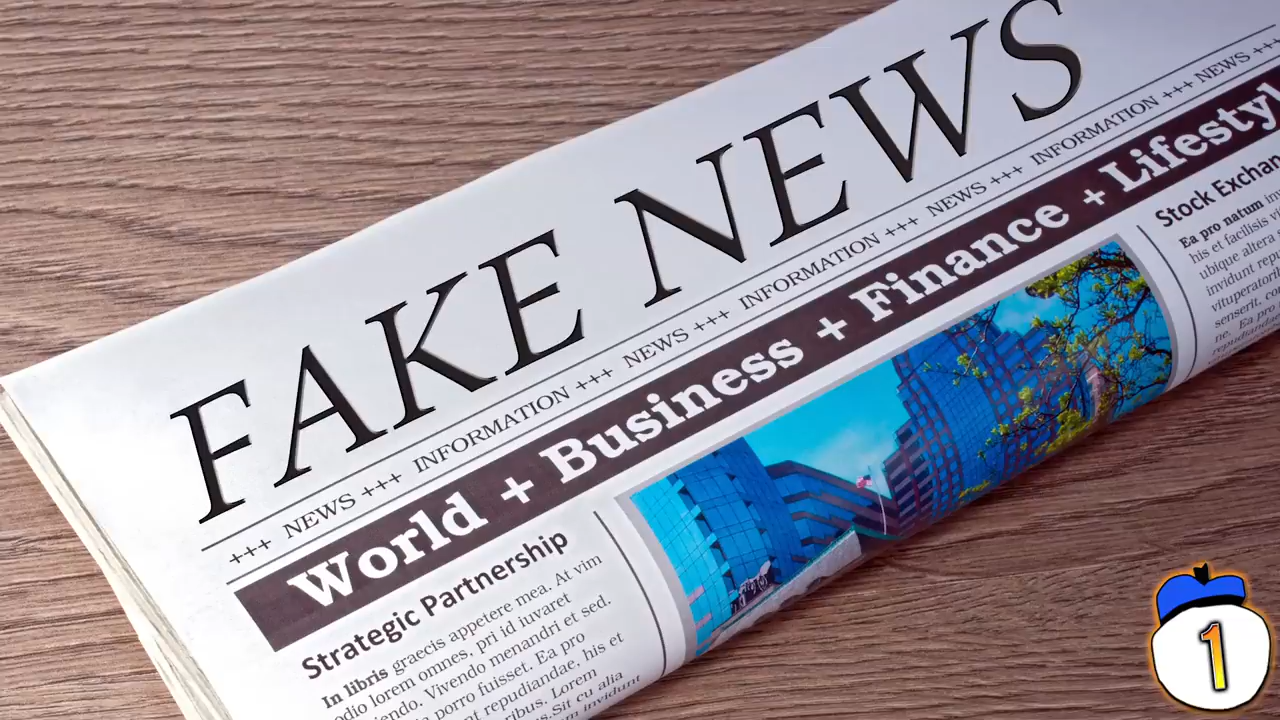 FAKE NEWS
+++ NEWS +++ INFORMATION +++ NEWS +++ INFORMATION +++ NEWS +++ INFORMATION +++ NEWS +++
World + Business + Finance + Lifestyl
Strategic Partnership
In libris graecis appetere mea. At vim
odio lorem omnes, pri id iuvaret
Vivendo menandri et sed.
porro fuisset. Ea pro
repudiandae, his et
Lorem
Sit cu alia
invidunt
Stock Exchan
Ea pro natum
his et facilisis
ubique altera
invidunt
senserit,
ne. Ea pro
1